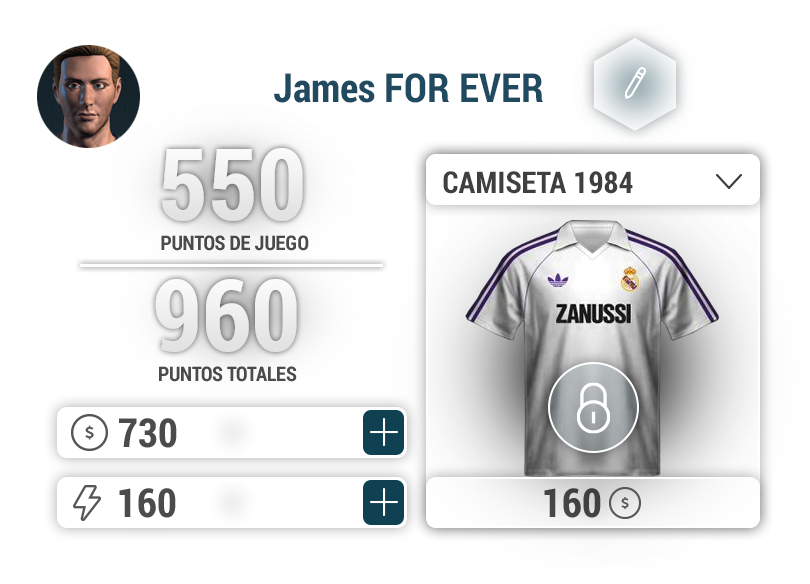 James FOR EVER
550
PUNTOS DE JUEGO
960
PUNTOS TOTALES
$ 730
160
CAMISETA 1984
ZANUSSI
160 $